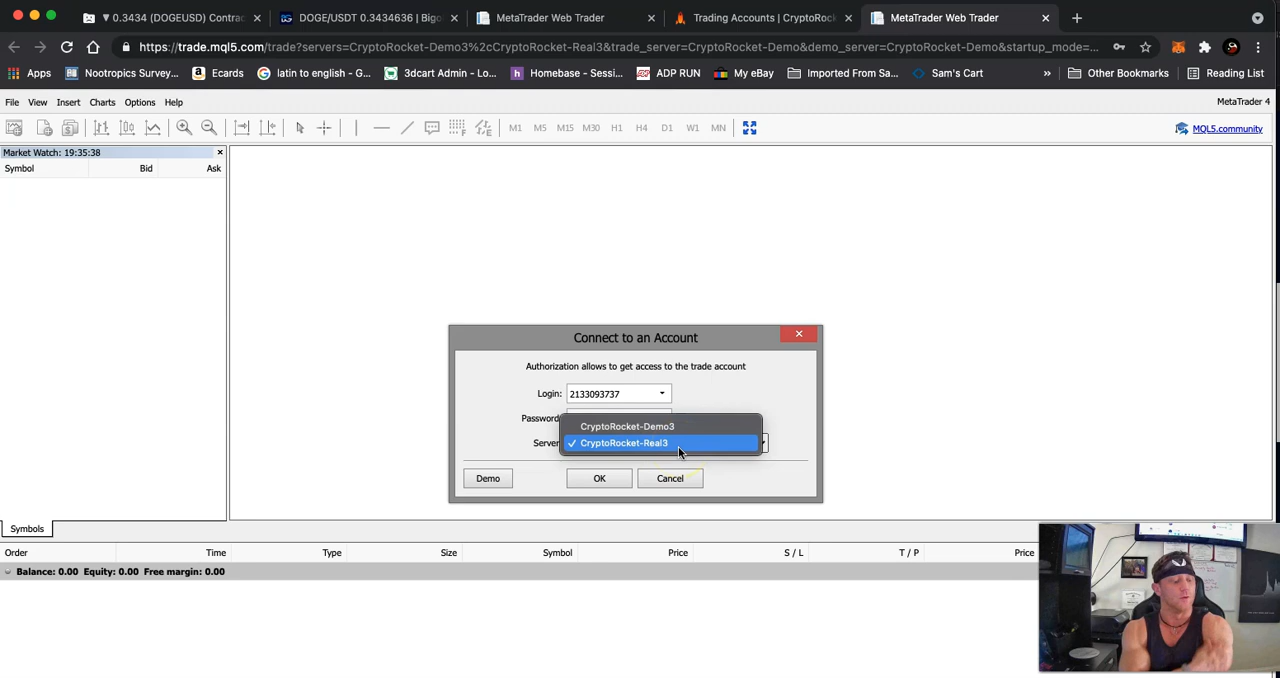 ▼ 0.3434 (DOGEUSD) Contrac
DOGE/USDT 0.3434636 | Bigo
MetaTrader Web Trader
Trading Accounts | CryptoRock
MetaTrader Web Trader
https://trade.mql5.com/trade?servers=CryptoRocket-Demo3%2cCryptoRocket-Real3&trade_server=CryptoRocket-Demo&demo_server=CryptoRocket-Demo&startup_mode=...
Apps
Nootropics Survey...
Ecards
latin to english - G...
3dcart Admin - Lo...
Homebase - Sessi...
ADP RUN
My eBay
Imported From Sa...
Sam's Cart
»
Other Bookmarks
Reading List
File View Insert Charts Options Help
MetaTrader 4
M1 M5 M15 M30 H1 H4 D1 W1 MN
MQL5.community
Market Watch: 19:35:38
Symbol Bid Ask
Connect to an Account
Authorization allows to get access to the trade account
Login: 2133093737
Password
CryptoRocket-Demo3
Server
✓ CryptoRocket-Real3
Demo OK Cancel
Symbols
Order Time Type Size Symbol Price S / L T / P Price
Balance: 0.00 Equity: 0.00 Free margin: 0.00